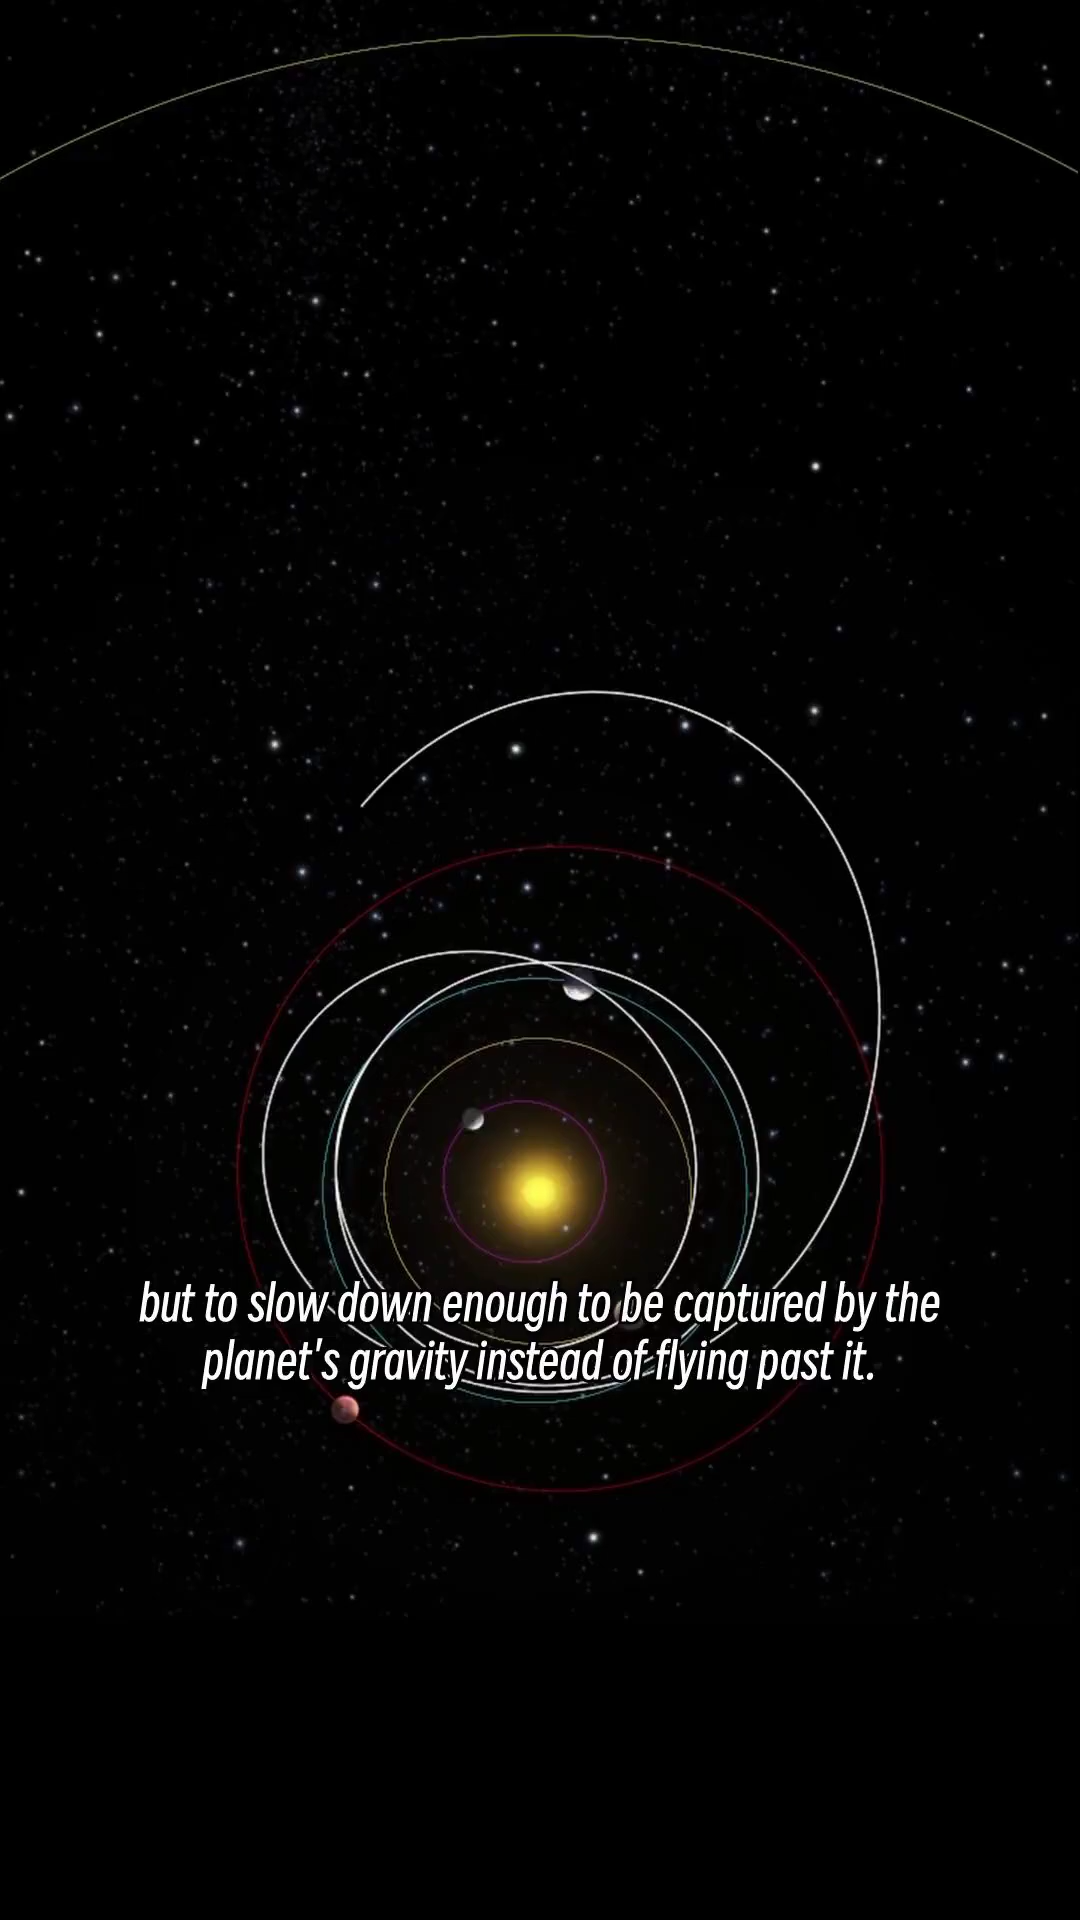 but to slow down enough to be captured by the
planet's gravity instead of flying past it.